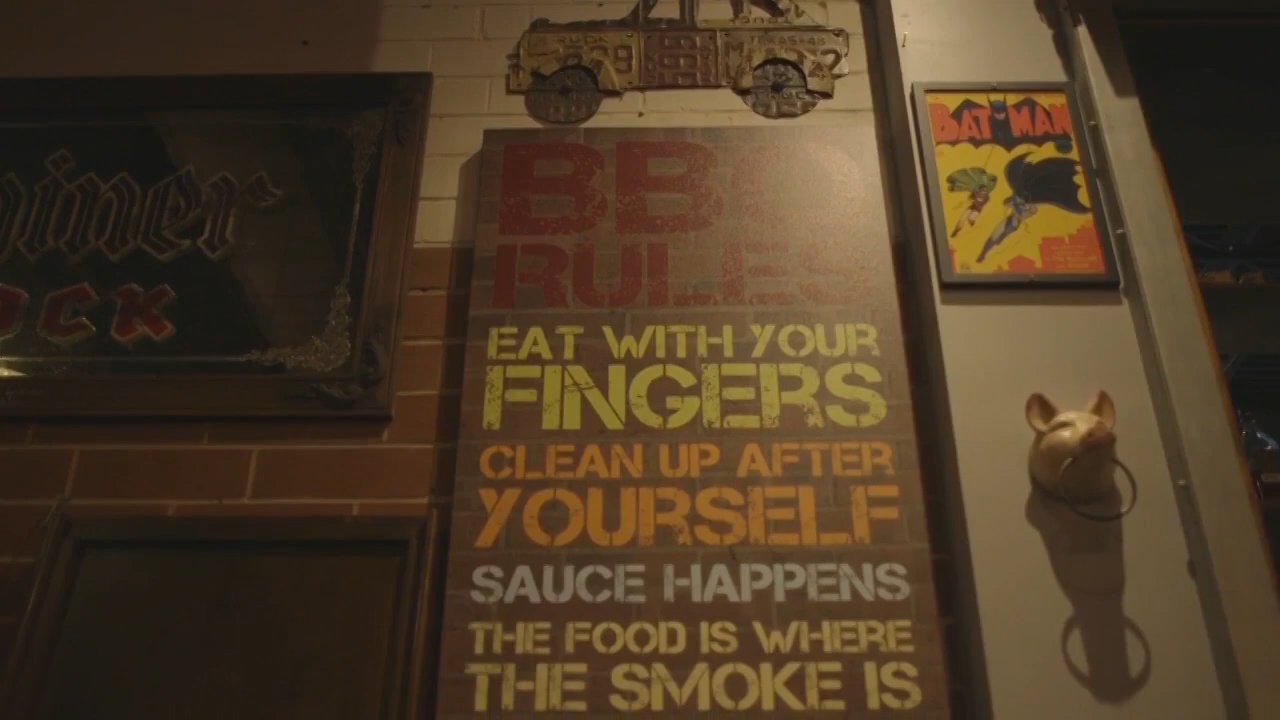 BATMAN
BBQ
RULES
EAT WITH YOUR
FINGERS
CLEAN UP AFTER
YOURSELF
SAUCE HAPPENS
THE FOOD IS WHERE
THE SMOKE IS